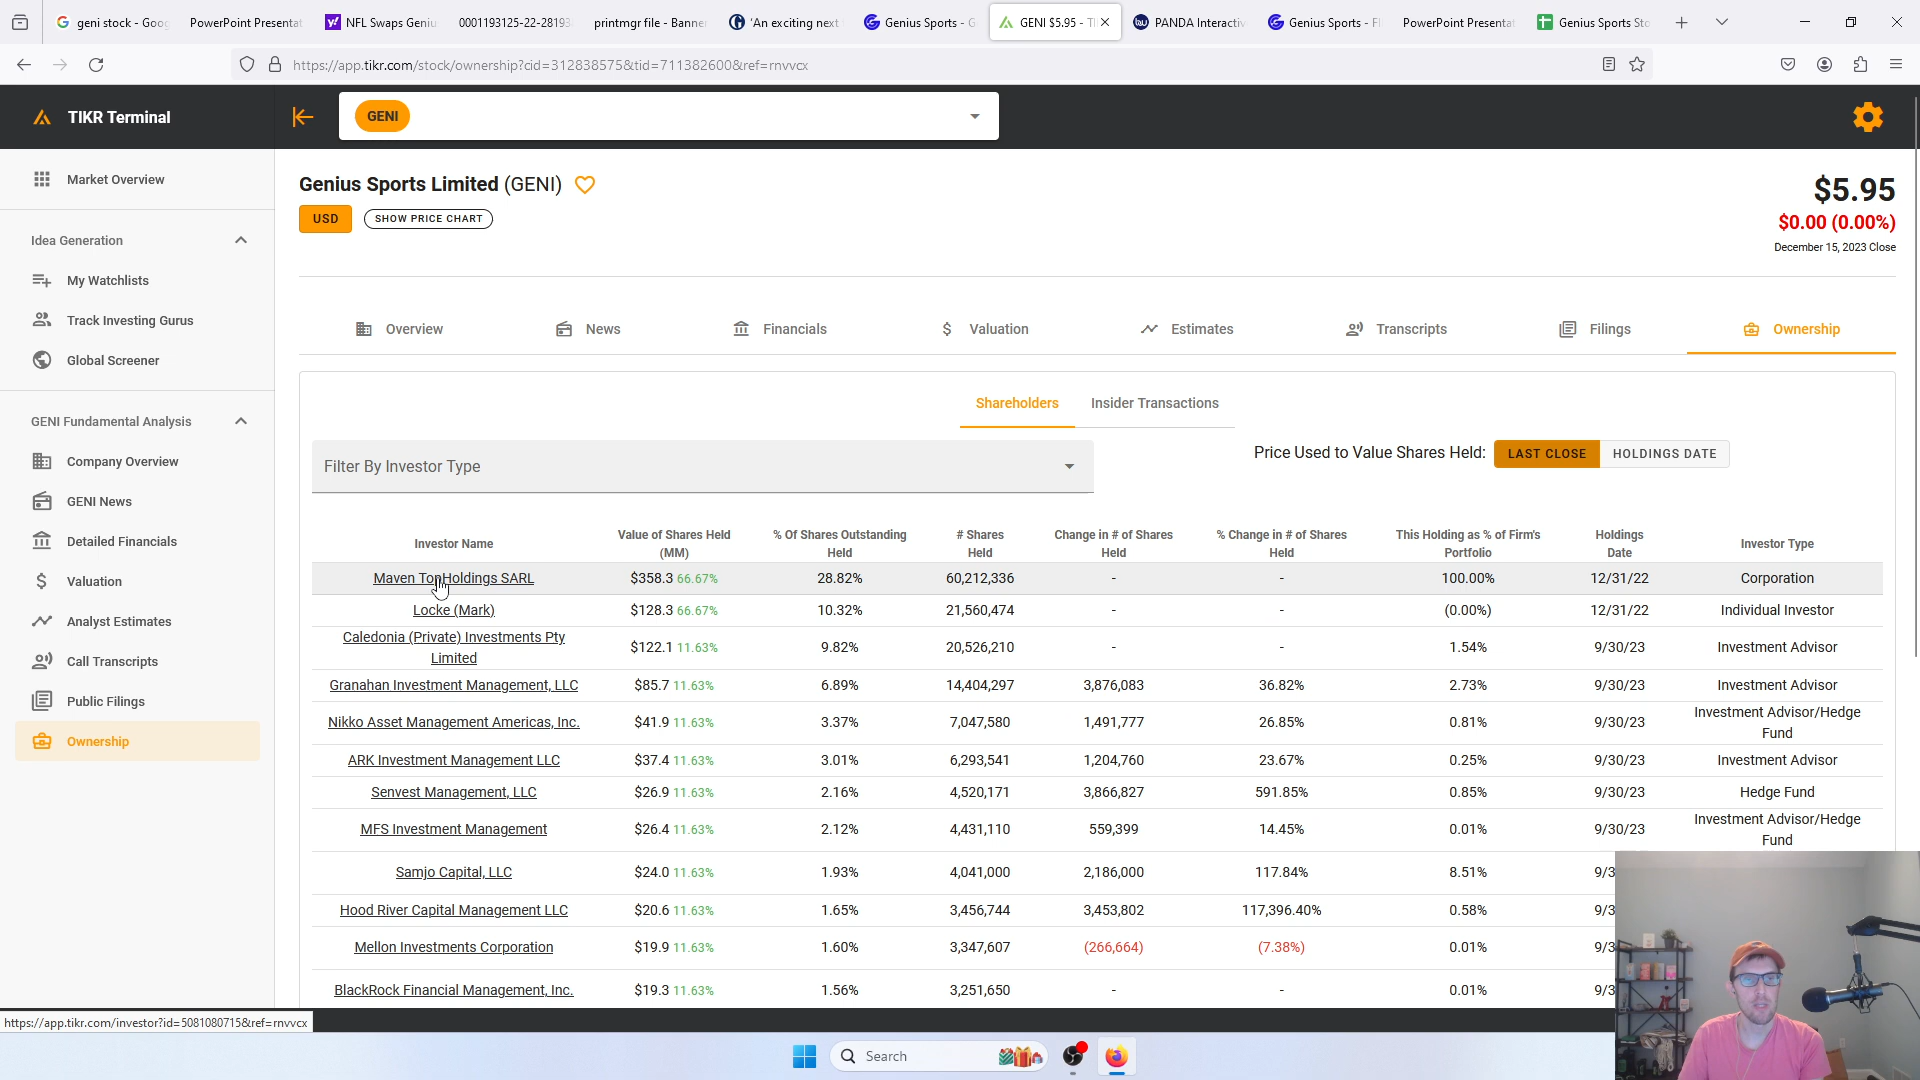 geni stock - Goog
PowerPoint Presentat
NFL Swaps Geniu
0001193125-22-28193
printmgr file - Banner
'An exciting next
Genius Sports - G
GENI $5.95 - TI
PANDA Interactiv
Genius Sports - Fi
PowerPoint Presentat
Genius Sports Sto
https://app.tikr.com/stock/ownership?cid=312838575&tid=711382600&ref=rnvvcx
TIKR Terminal
GENI
Market Overview
Idea Generation
My Watchlists
Track Investing Gurus
Global Screener
GENI Fundamental Analysis
Company Overview
GENI News
Detailed Financials
Valuation
Analyst Estimates
Call Transcripts
Public Filings
Ownership
Genius Sports Limited (GENI)
USD
SHOW PRICE CHART
$5.95
$0.00 (0.00%)
December 15, 2023 Close
Overview
News
Financials
Valuation
Estimates
Transcripts
Filings
Ownership
Shareholders
Insider Transactions
Filter By Investor Type
Price Used to Value Shares Held:
LAST CLOSE
HOLDINGS DATE
Investor Name
Value of Shares Held
(MM)
% Of Shares Outstanding
Held
# Shares
Held
Change in # of Shares
Held
% Change in # of Shares
Held
This Holding as % of Firm's
Portfolio
Holdings
Date
Investor Type
Maven TopHoldings SARL $358.3 66.67% 28.82% 60,212,336 - - 100.00% 12/31/22 Corporation
Locke (Mark) $128.3 66.67% 10.32% 21,560,474 - - (0.00%) 12/31/22 Individual Investor
Caledonia (Private) Investments Pty
Limited
$122.1 11.63% 9.82% 20,526,210 - - 1.54% 9/30/23 Investment Advisor
Granahan Investment Management, LLC $85.7 11.63% 6.89% 14,404,297 3,876,083 36.82% 2.73% 9/30/23 Investment Advisor
Nikko Asset Management Americas, Inc. $41.9 11.63% 3.37% 7,047,580 1,491,777 26.85% 0.81% 9/30/23 Investment Advisor/Hedge
Fund
ARK Investment Management LLC $37.4 11.63% 3.01% 6,293,541 1,204,760 23.67% 0.25% 9/30/23 Investment Advisor
Senvest Management, LLC $26.9 11.63% 2.16% 4,520,171 3,866,827 591.85% 0.85% 9/30/23 Hedge Fund
MFS Investment Management $26.4 11.63% 2.12% 4,431,110 559,399 14.45% 0.01% 9/30/23 Investment Advisor/Hedge
Fund
Samjo Capital, LLC $24.0 11.63% 1.93% 4,041,000 2,186,000 117.84% 8.51% 9/3
Hood River Capital Management LLC $20.6 11.63% 1.65% 3,456,744 3,453,802 117,396.40% 0.58% 9/3
Mellon Investments Corporation $19.9 11.63% 1.60% 3,347,607 (266,664) (7.38%) 0.01% 9/3
BlackRock Financial Management, Inc. $19.3 11.63% 1.56% 3,251,650 - - 0.01% 9/3
https://app.tikr.com/investor?id=5081080715&ref=rnvvcx
Search